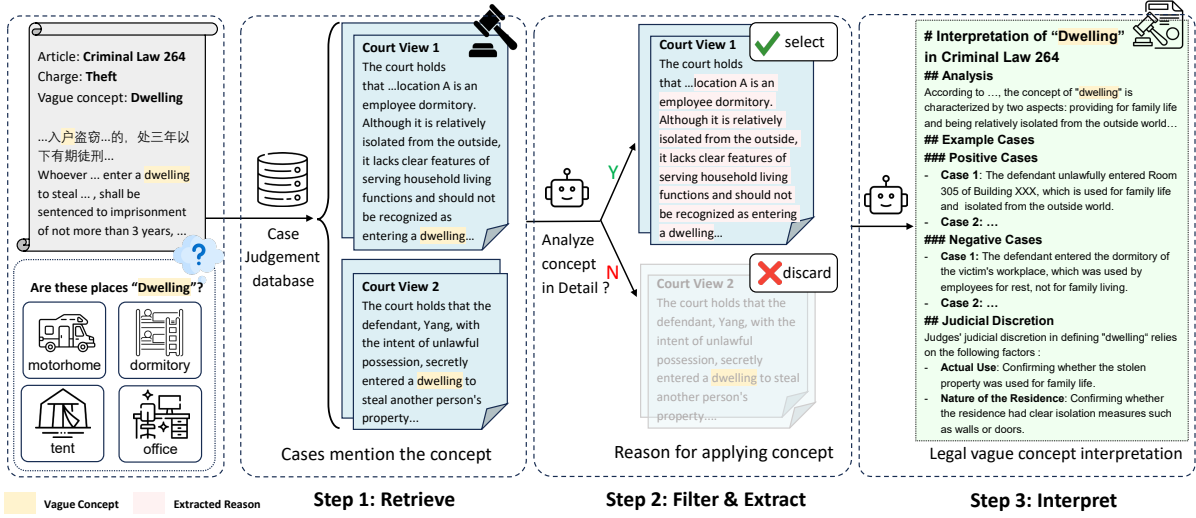 Article: Criminal Law 264
Charge: Theft
Vague concept: Dwelling
...入户盗窃...的，处三年以
下有期徒刑...
Whoever ... enter a dwelling
to steal ... , shall be
sentenced to imprisonment
of not more than 3 years, ...
?
Are these places “Dwelling”?
motorhome
dormitory
tent
office
Case
Judgement
database
Court View 1
The court holds
that ...location A is an
employee dormitory.
Although it is relatively
isolated from the outside,
it lacks clear features of
serving household living
functions and should not
be recognized as
entering a dwelling...
Court View 2
The court holds that the
defendant, Yang, with
the intent of unlawful
possession, secretly
entered a dwelling to
steal another person's
property...
Cases mention the concept
Analyze
concept
in Detail ?
Y
N
Court View 1
select
The court holds
that ...location A is an
employee dormitory.
Although it is relatively
isolated from the outside,
it lacks clear features of
serving household living
functions and should not
be recognized as entering
a dwelling...
discard
Court View 2
The court holds that the
defendant, Yang, with the
intent of unlawful
possession, secretly
entered a dwelling to steal
another person's
property....
Reason for applying concept
# Interpretation of “Dwelling”
in Criminal Law 264
## Analysis
According to ..., the concept of "dwelling" is
characterized by two aspects: providing for family life
and being relatively isolated from the outside world...
## Example Cases
### Positive Cases
- Case 1: The defendant unlawfully entered Room
305 of Building XXX, which is used for family life
and isolated from the outside world.
- Case 2: ...
### Negative Cases
- Case 1: The defendant entered the dormitory of
the victim's workplace, which was used by
employees for rest, not for family living.
- Case 2: ...
## Judicial Discretion
Judges' judicial discretion in defining "dwelling" relies
on the following factors :
- Actual Use: Confirming whether the stolen
property was used for family life.
- Nature of the Residence: Confirming whether
the residence had clear isolation measures such
as walls or doors.
Legal vague concept interpretation
Vague Concept
Extracted Reason
Step 1: Retrieve
Step 2: Filter & Extract
Step 3: Interpret